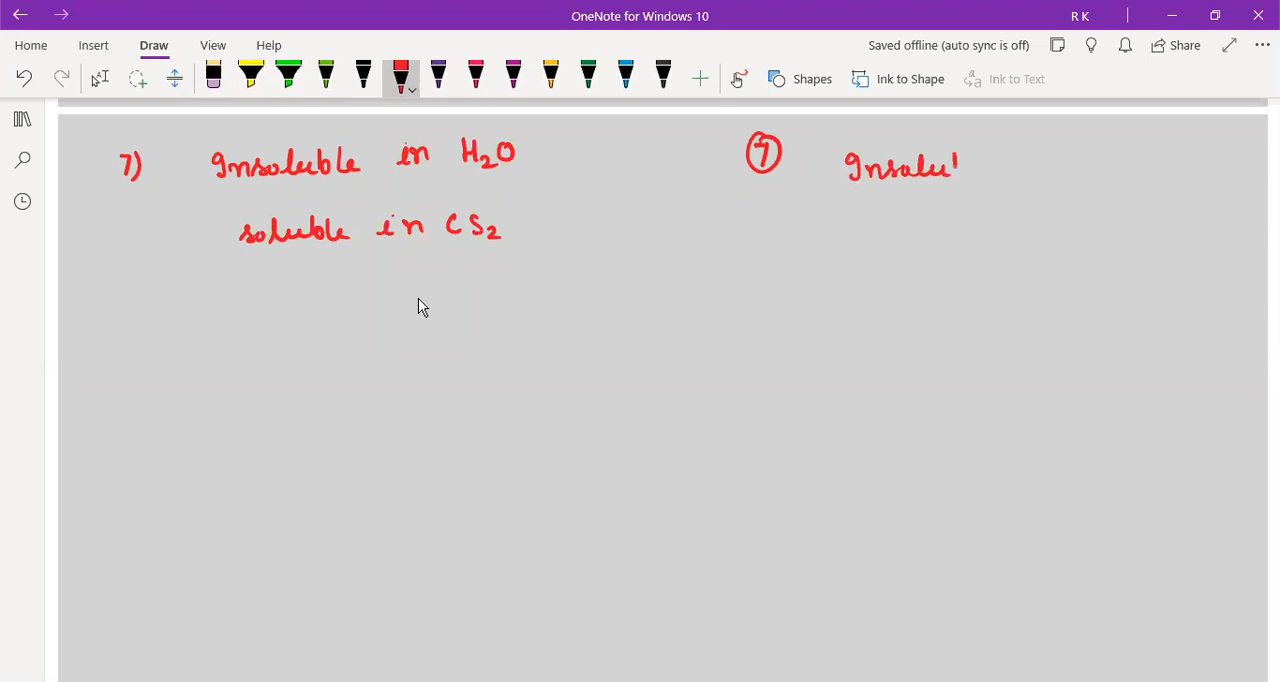 OneNote for Windows 10
R K
Home Insert Draw View Help
Saved offline (auto sync is off) Share
Shapes Ink to Shape Ink to Text
7) Insoluble in H₂O
soluble in CS₂
7 Insolu